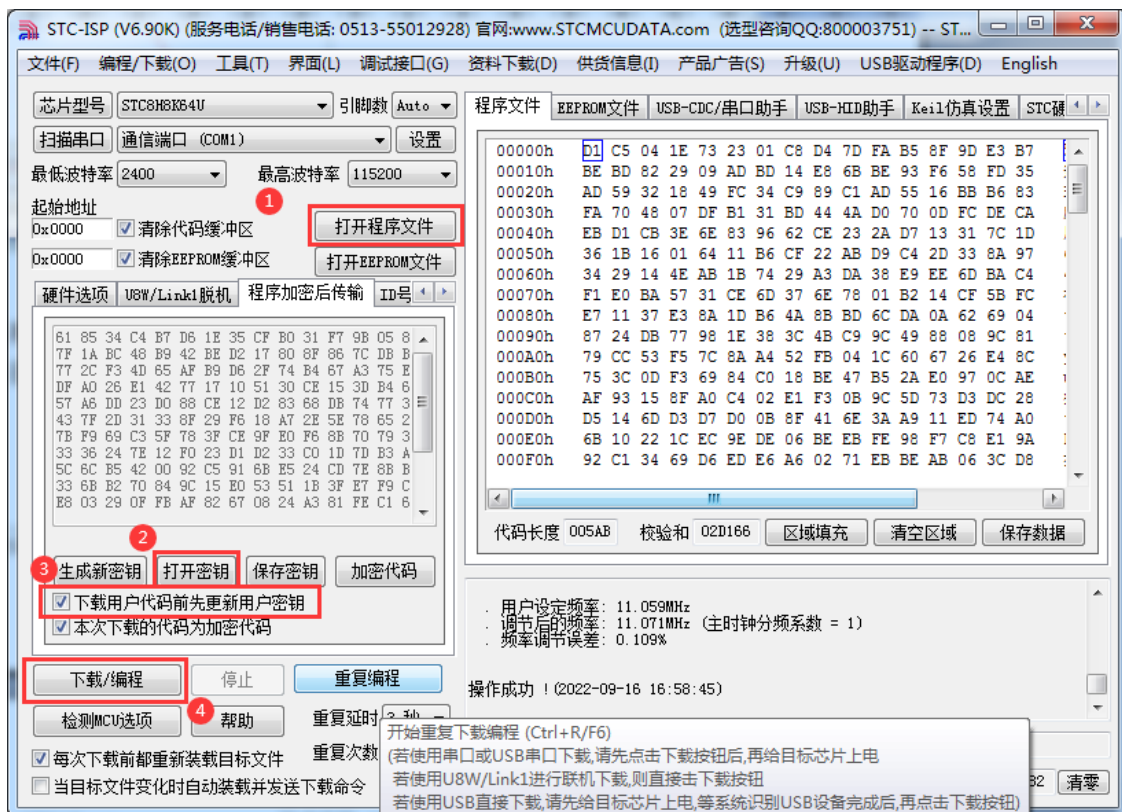 STC-ISP (V6.90K) (服务电话/销售电话: 0513-55012928) 官网:www.STCMCUDATA.com (选型咨询QQ:800003751) -- ST...
文件(F) 编程/下载(O) 工具(T) 界面(L) 调试接口(G) 资料下载(D) 供货信息(I) 产品广告(S) 升级(U) USB驱动程序(D) English
芯片型号 STC8H8K64U 引脚数 Auto
扫描串口 通信端口 (COM1) 设置
最低波特率 2400 最高波特率 115200
1
起始地址
0x0000 清除代码缓冲区 打开程序文件
0x0000 清除EEPROM缓冲区 打开EEPROM文件
硬件选项 U8W/Link1脱机 程序加密后传输 ID号
61 85 34 C4 B7 D6 1E 35 CF B0 31 F7 9B 05 8
7F 1A BC 48 B9 42 BE D2 17 80 8F 86 7C DB B
77 2C F3 4D 65 AF B9 D6 2F 74 B4 67 A3 75 E
DF A0 26 E1 42 77 17 10 51 30 CE 15 3D B4 6
57 A6 DD 23 D0 88 CE 12 D2 83 68 DB 74 77 3
43 7F 2D 31 33 8F 29 F6 18 A7 2E 5E 78 65 2
7B F9 69 C3 5F 78 3F CE 9F E0 F6 8B 70 79 3
33 36 24 7E 12 F0 23 D1 D2 33 C0 1D 7D B3 A
5C 6C B5 42 00 92 C5 91 6B E5 24 CD 7E 8B B
33 6B B2 70 84 9C 15 E0 53 51 1B 3F E7 F9 C
E8 03 29 0F FB AF 82 67 08 24 A3 81 FE C1 6
2
3
生成新密钥 打开密钥 保存密钥 加密代码
下载用户代码前先更新用户密钥
本次下载的代码为加密代码
下载/编程 停止 重复编程
4
检测MCU选项 帮助 重复延时 3 秒
每次下载前都重新装载目标文件 重复次数
当目标文件变化时自动装载并发送下载命令
程序文件 EEPROM文件 USB-CDC/串口助手 USB-HID助手 Keil仿真设置 STC硬
00000h D1 C5 04 1E 73 23 01 C8 D4 7D FA B5 8F 9D E3 B7
00010h BE BD 82 29 09 AD BD 14 E8 6B BE 93 F6 58 FD 35
00020h AD 59 32 18 49 FC 34 C9 89 C1 AD 55 16 BB B6 83
00030h FA 70 48 07 DF B1 31 BD 44 4A D0 70 0D FC DE CA
00040h EB D1 CB 3E 6E 83 96 62 CE 23 2A D7 13 31 7C 1D
00050h 36 1B 16 01 64 11 B6 CF 22 AB D9 C4 2D 33 8A 97
00060h 34 29 14 4E AB 1B 74 29 A3 DA 38 E9 EE 6D BA C4
00070h F1 E0 BA 57 31 CE 6D 37 6E 78 01 B2 14 CF 5B FC
00080h E7 11 37 E3 8A 1D B6 4A 8B BD 6C DA 0A 62 69 04
00090h 87 24 DB 77 98 1E 38 3C 4B C9 9C 49 88 08 9C 81
000A0h 79 CC 53 F5 7C 8A A4 52 FB 04 1C 60 67 26 E4 8C
000B0h 75 3C 0D F3 69 84 C0 18 BE 47 B5 2A E0 97 0C AE
000C0h AF 93 15 8F A0 C4 02 E1 F3 0B 9C 5D 73 D3 DC 28
000D0h D5 14 6D D3 D7 D0 0B 8F 41 6E 3A A9 11 ED 74 A0
000E0h 6B 10 22 1C EC 9E DE 06 BE EB FE 98 F7 C8 E1 9A
000F0h 92 C1 34 69 D6 ED E6 A6 02 71 EB BE AB 06 3C D8
代码长度 005AB 校验和 02D166 区域填充 清空区域 保存数据
. 用户设定频率: 11.059MHz
. 调节后的频率: 11.071MHz (主时钟分频系数 = 1)
. 频率调节误差: 0.109%
操作成功 !(2022-09-16 16:58:45)
开始重复下载编程 (Ctrl+R/F6)
(若使用串口或USB串口下载,请先点击下载按钮后,再给目标芯片上电
若使用U8W/Link1进行联机下载,则直接击下载按钮
若使用USB直接下载,请先给目标芯片上电,等系统识别USB设备完成后,再点击下载按钮)
82 清零